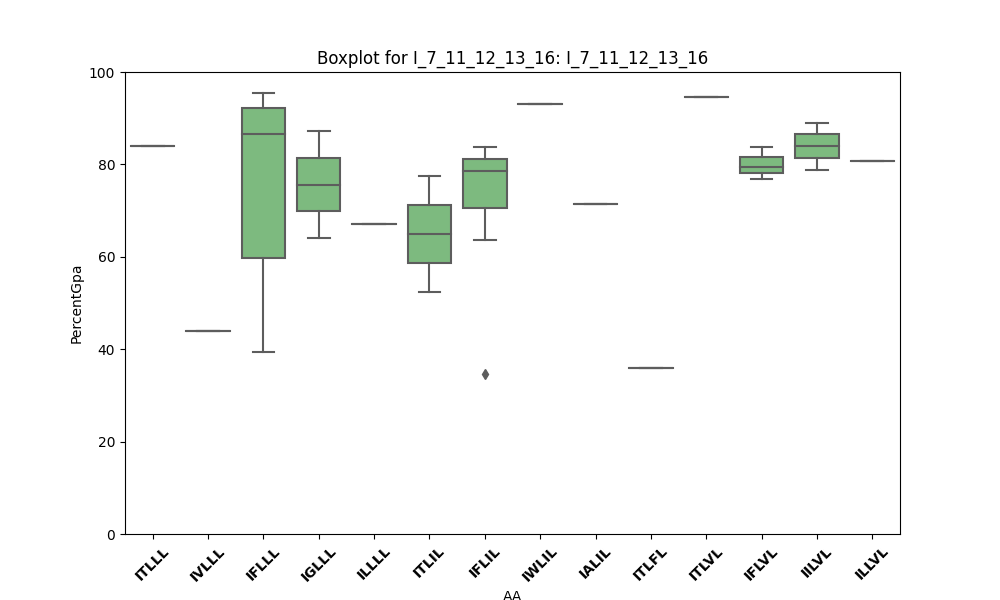 Boxplot for I_7_11_12_13_16: I_7_11_12_13_16
100
80
60
40
20
0
PercentGpa
ITLLL IVLLL IFLLL IGLLL ILLLL ITLIL IFLIL IWLIL IALIL ITLFL ITLVL IFLVL IILVL ILLVL
AA